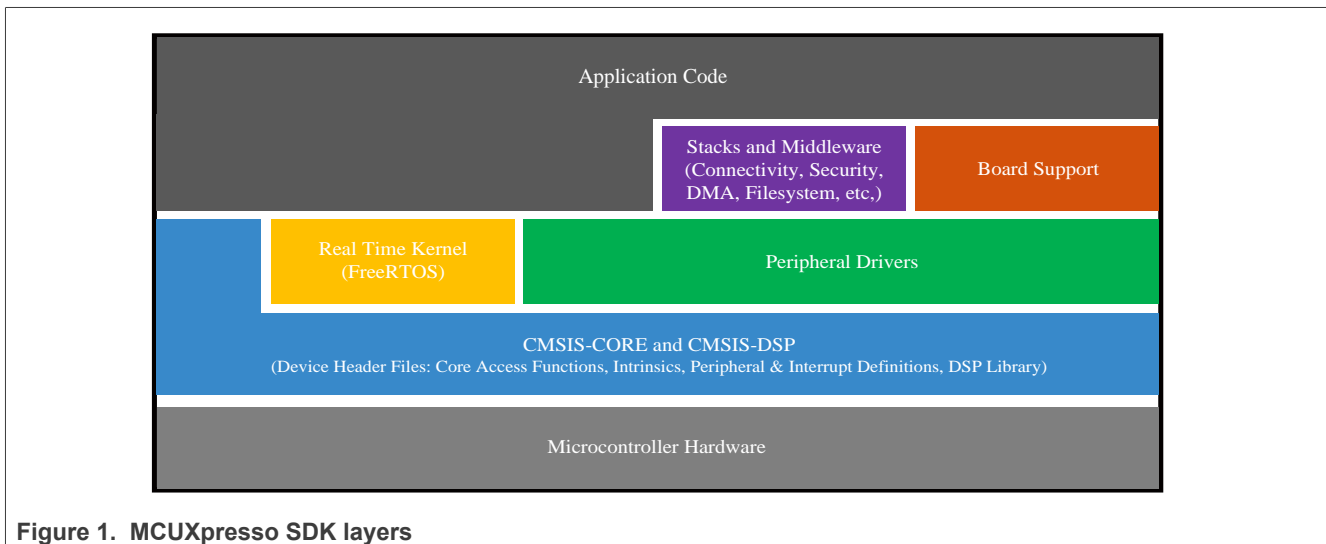 Application Code
Stacks and Middleware
(Connectivity, Security,
DMA, Filesystem, etc,)
Board Support
Real Time Kernel
(FreeRTOS)
Peripheral Drivers
CMSIS-CORE and CMSIS-DSP
(Device Header Files: Core Access Functions, Intrinsics, Peripheral & Interrupt Definitions, DSP Library)
Microcontroller Hardware
Figure 1. MCUXpresso SDK layers